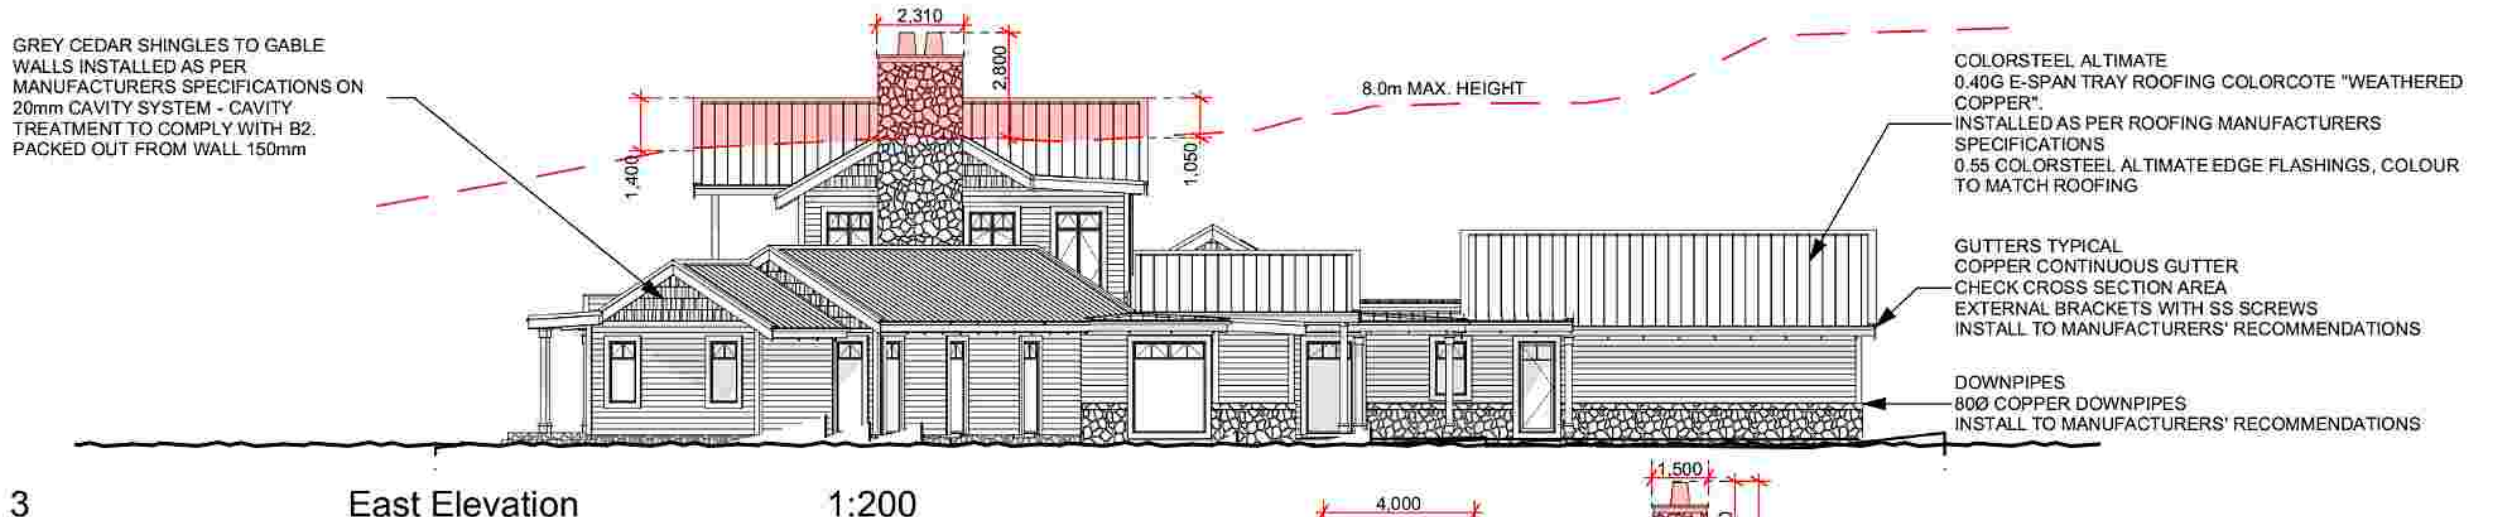 2,310
GREY CEDAR SHINGLES TO GABLE
WALLS INSTALLED AS PER
MANUFACTURERS SPECIFICATIONS ON
20mm CAVITY SYSTEM - CAVITY
TREATMENT TO COMPLY WITH B2.
PACKED OUT FROM WALL 150mm
2,800
1,400
1,050
8.0m MAX. HEIGHT
COLORSTEEL ALTIMATE
0.40G E-SPAN TRAY ROOFING COLORCOTE "WEATHERED
COPPER".
INSTALLED AS PER ROOFING MANUFACTURERS
SPECIFICATIONS
0.55 COLORSTEEL ALTIMATE EDGE FLASHINGS, COLOUR
TO MATCH ROOFING
GUTTERS TYPICAL
COPPER CONTINUOUS GUTTER
CHECK CROSS SECTION AREA
EXTERNAL BRACKETS WITH SS SCREWS
INSTALL TO MANUFACTURERS' RECOMMENDATIONS
DOWNPIPES
80Ø COPPER DOWNPIPES
INSTALL TO MANUFACTURERS' RECOMMENDATIONS
3 East Elevation 1:200
4,000
1,500